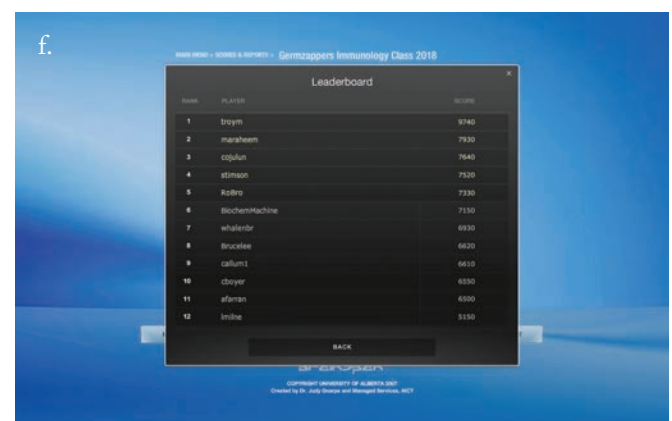 f.
MAIN MENU » SCORES & REPORTS » Germzappers Immunology Class 2018
Leaderboard
×
RANK PLAYER SCORE
1 troym 9740
2 maraheem 7930
3 cojulun 7640
4 stimson 7520
5 RoBro 7330
6 BiochemMachine 7150
7 whalenbr 6930
8 Brucelee 6620
9 callum1 6610
10 cboyer 6550
11 afarran 6500
12 lmilne 5150
BACK
COPYRIGHT UNIVERSITY OF ALBERTA 2007
Created by Dr. Judy Gnarpe and Managed Services, AICT